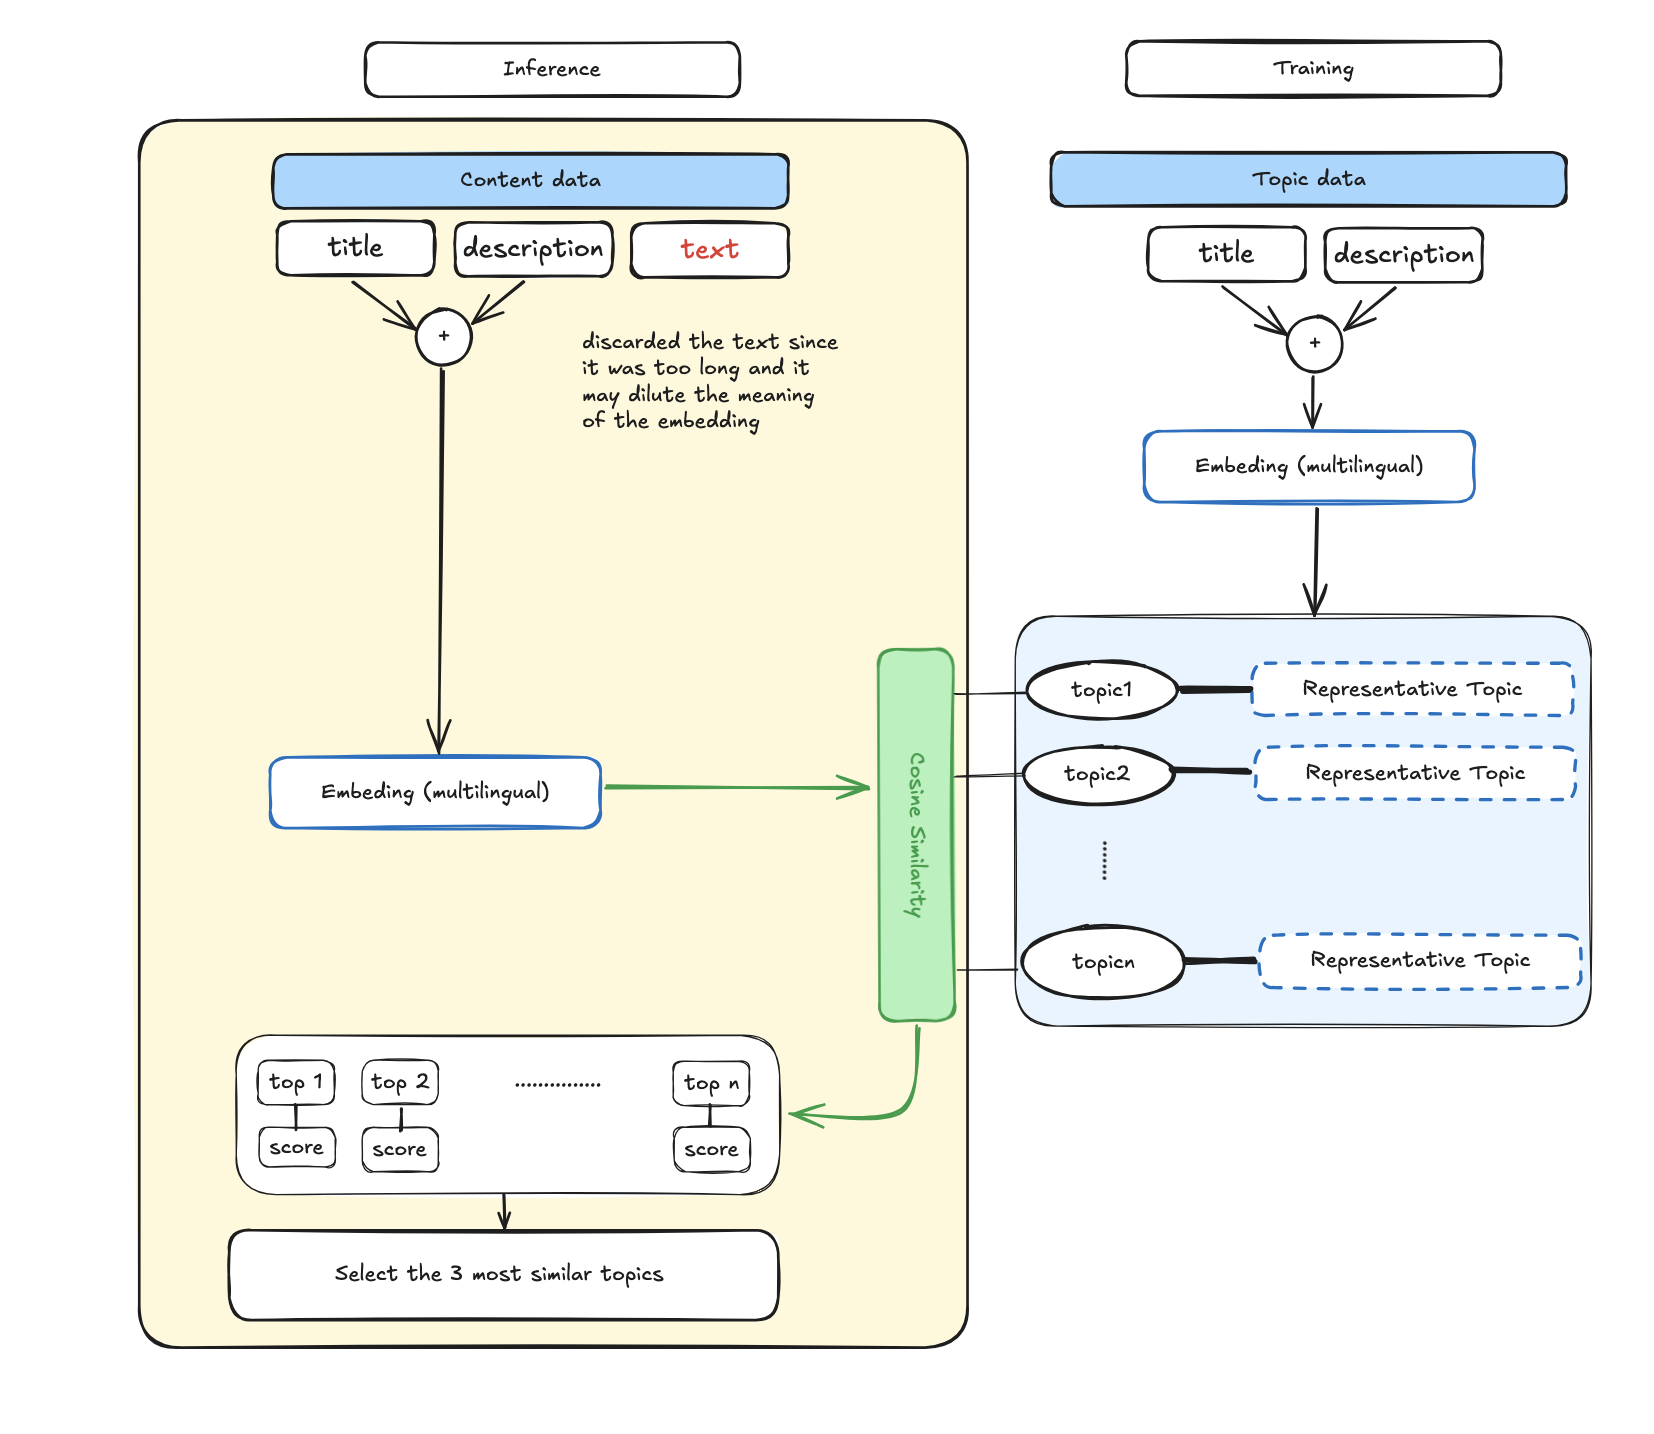 Inference
Training
Content data
title
description
text
+
discarded the text since
it was too long and it
may dilute the meaning
of the embedding
Embeding (multilingual)
Cosine Similarity
top 1
top 2
...............
top n
score
score
score
Select the 3 most similar topics
Topic data
title
description
+
Embeding (multilingual)
topic1
Representative Topic
topic2
Representative Topic
.......
topicn
Representative Topic